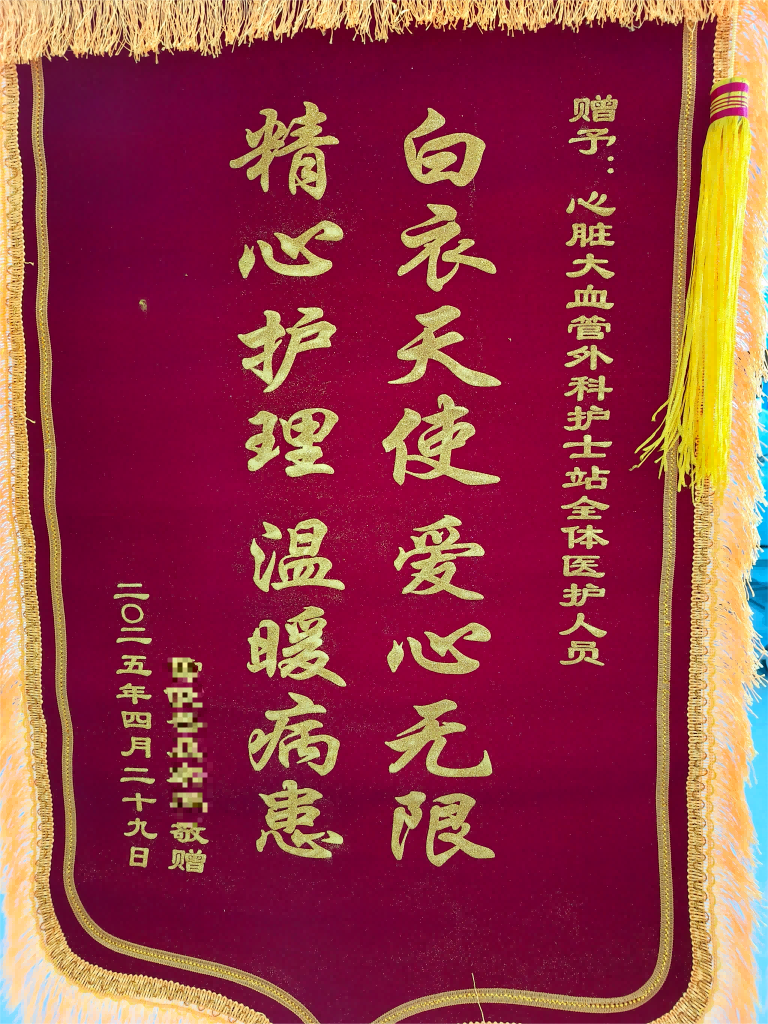 赠予：心脏大血管外科护士站全体医护人员
白衣天使 爱心无限
精心护理 温暖病患
敬赠
二〇二五年四月二十九日